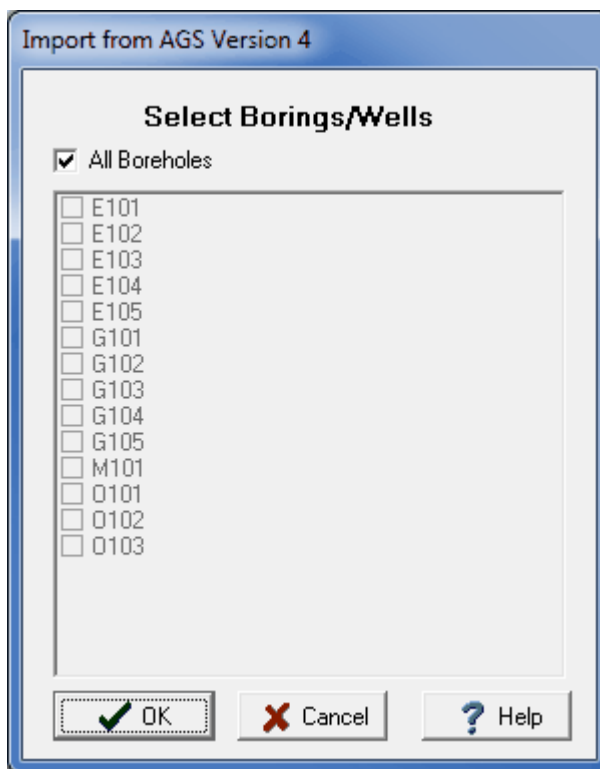 Import from AGS Version 4
Select Borings/Wells
All Boreholes
E101
E102
E103
E104
E105
G101
G102
G103
G104
G105
M101
O101
O102
O103
OK
Cancel
Help